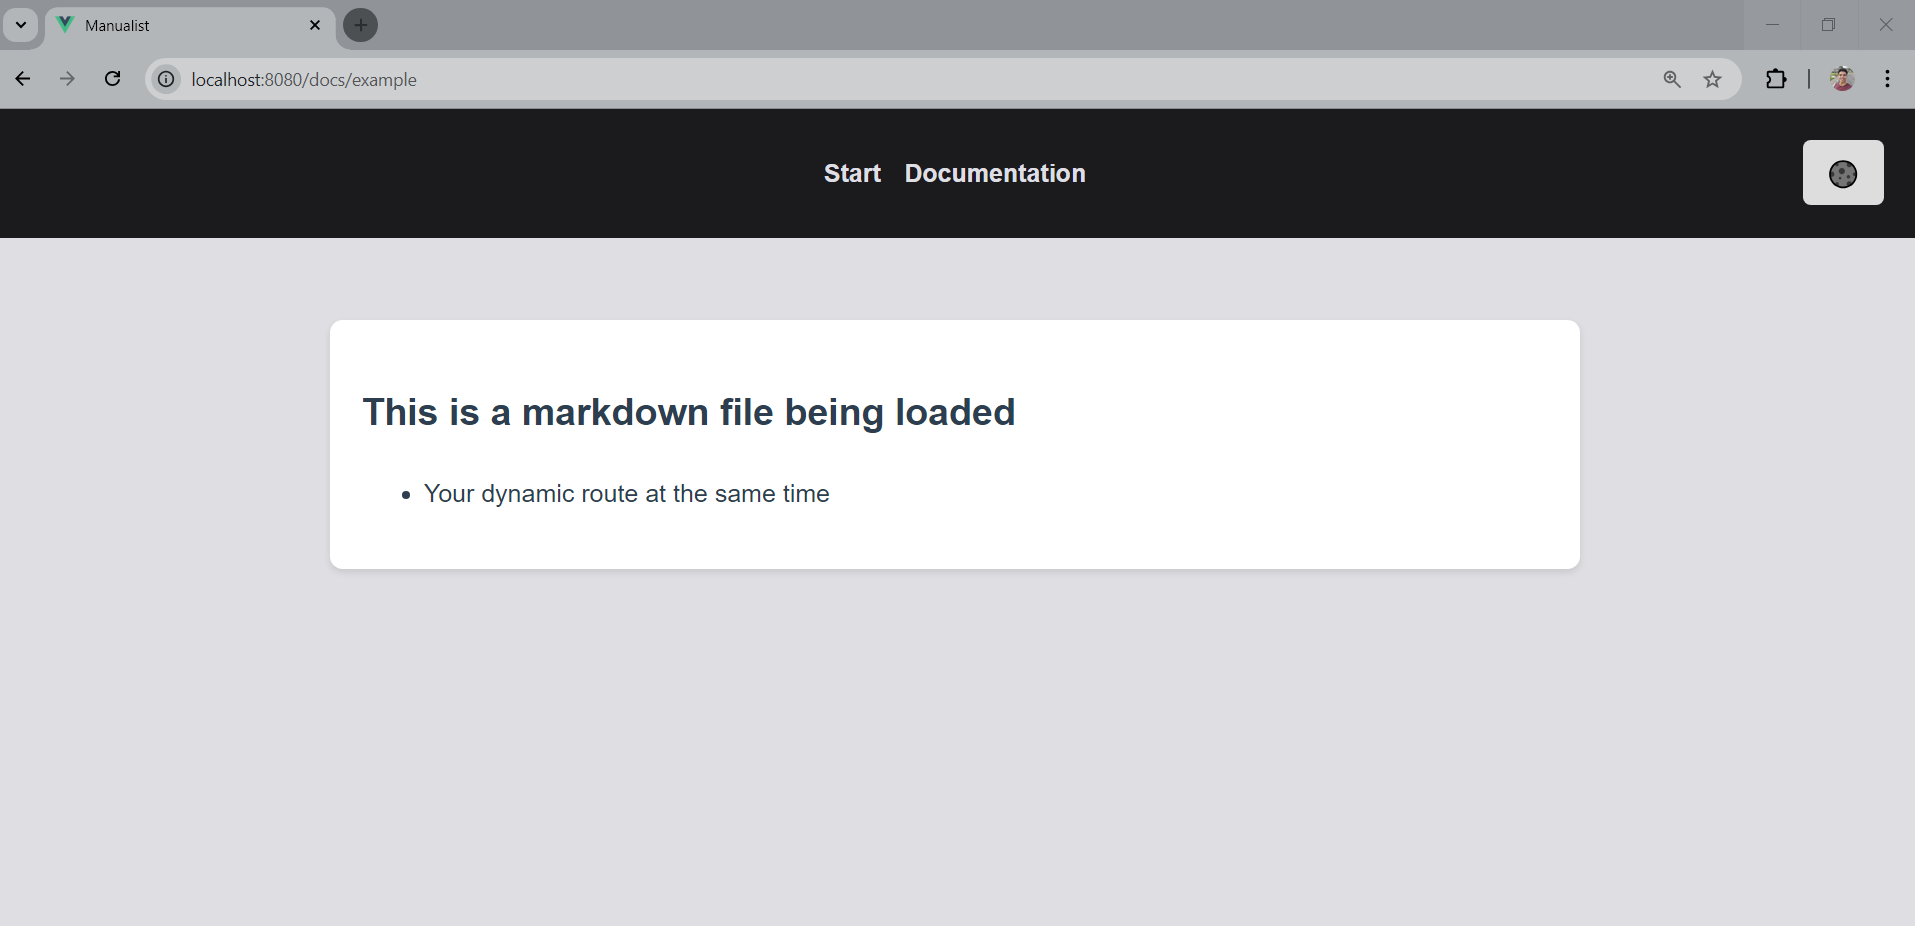 Manualist
localhost:8080/docs/example
Start Documentation
This is a markdown file being loaded
• Your dynamic route at the same time